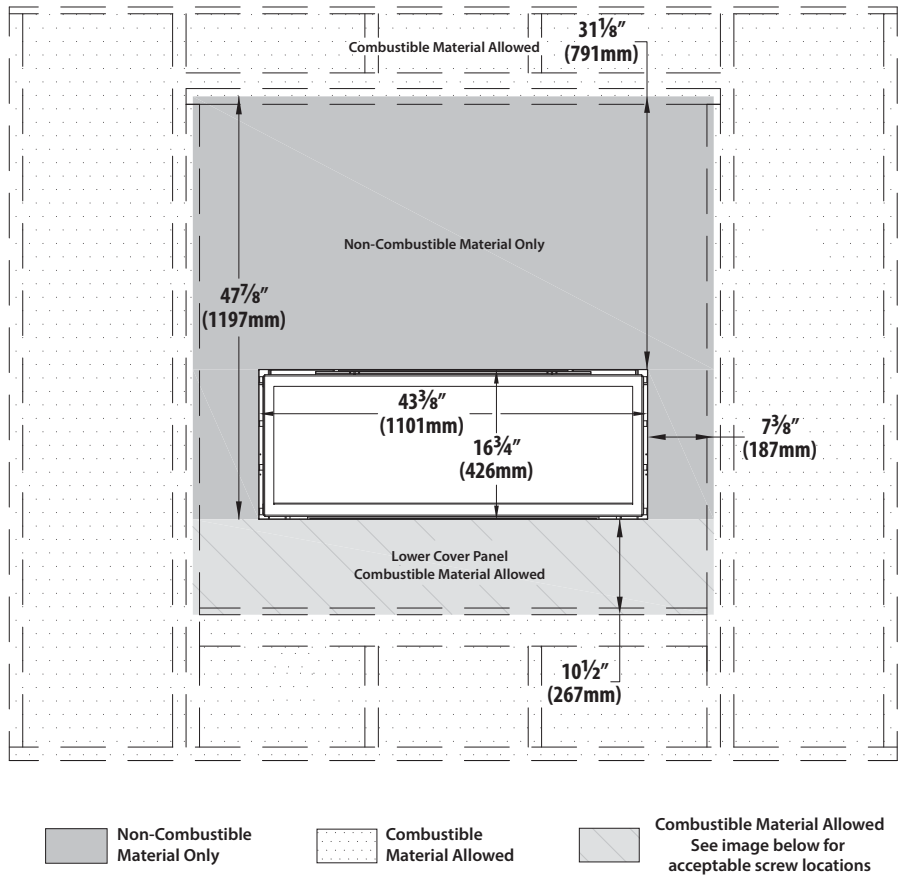 31⅛"
(791mm)
Combustible Material Allowed
Non-Combustible Material Only
47⅞"
(1197mm)
43⅜"
(1101mm)
16¾"
(426mm)
7⅜"
(187mm)
Lower Cover Panel
Combustible Material Allowed
10½"
(267mm)
Non-Combustible
Material Only
Combustible
Material Allowed
Combustible Material Allowed
See image below for
acceptable screw locations